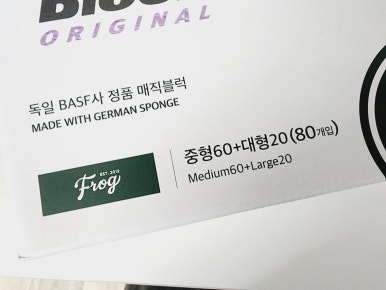 ORIGINAL
독일 BASF사 정품 매직블럭
MADE WITH GERMAN SPONGE
EST. 2013
Frog
중형60+대형20(80개입)
Medium60+Large20